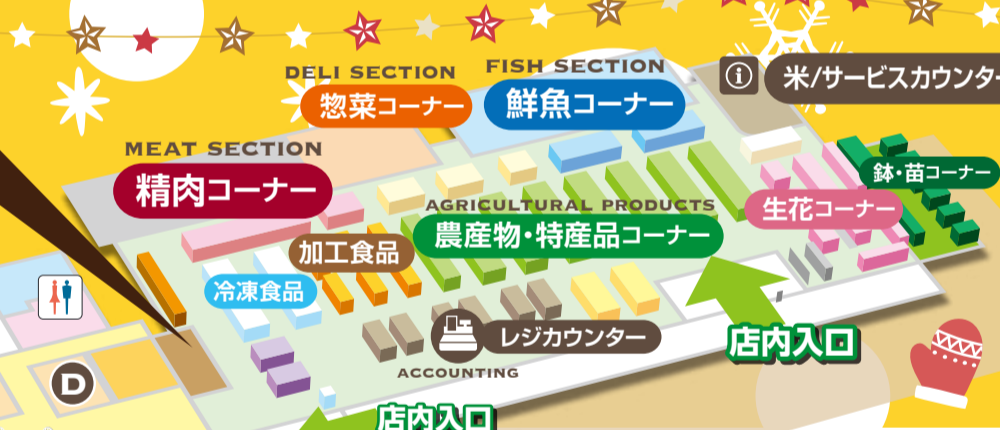 DELI SECTION
惣菜コーナー
FISH SECTION
鮮魚コーナー
米/サービスカウンター
MEAT SECTION
精肉コーナー
鉢・苗コーナー
AGRICULTURAL PRODUCTS
農産物・特産品コーナー
生花コーナー
加工食品
冷凍食品
レジカウンター
ACCOUNTING
店内入口
D
店内入口